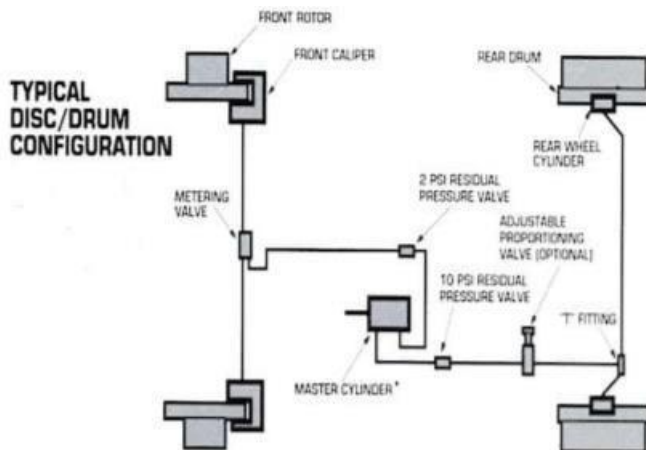 FRONT ROTOR
FRONT CALIPER
REAR DRUM
TYPICAL
DISC/DRUM
CONFIGURATION
REAR WHEEL
CYLINDER
METERING
VALVE
2 PSI RESIDUAL
PRESSURE VALVE
ADJUSTABLE
PROPORTIONING
VALVE (OPTIONAL)
10 PSI RESIDUAL
PRESSURE VALVE
"T" FITTING
MASTER CYLINDER*